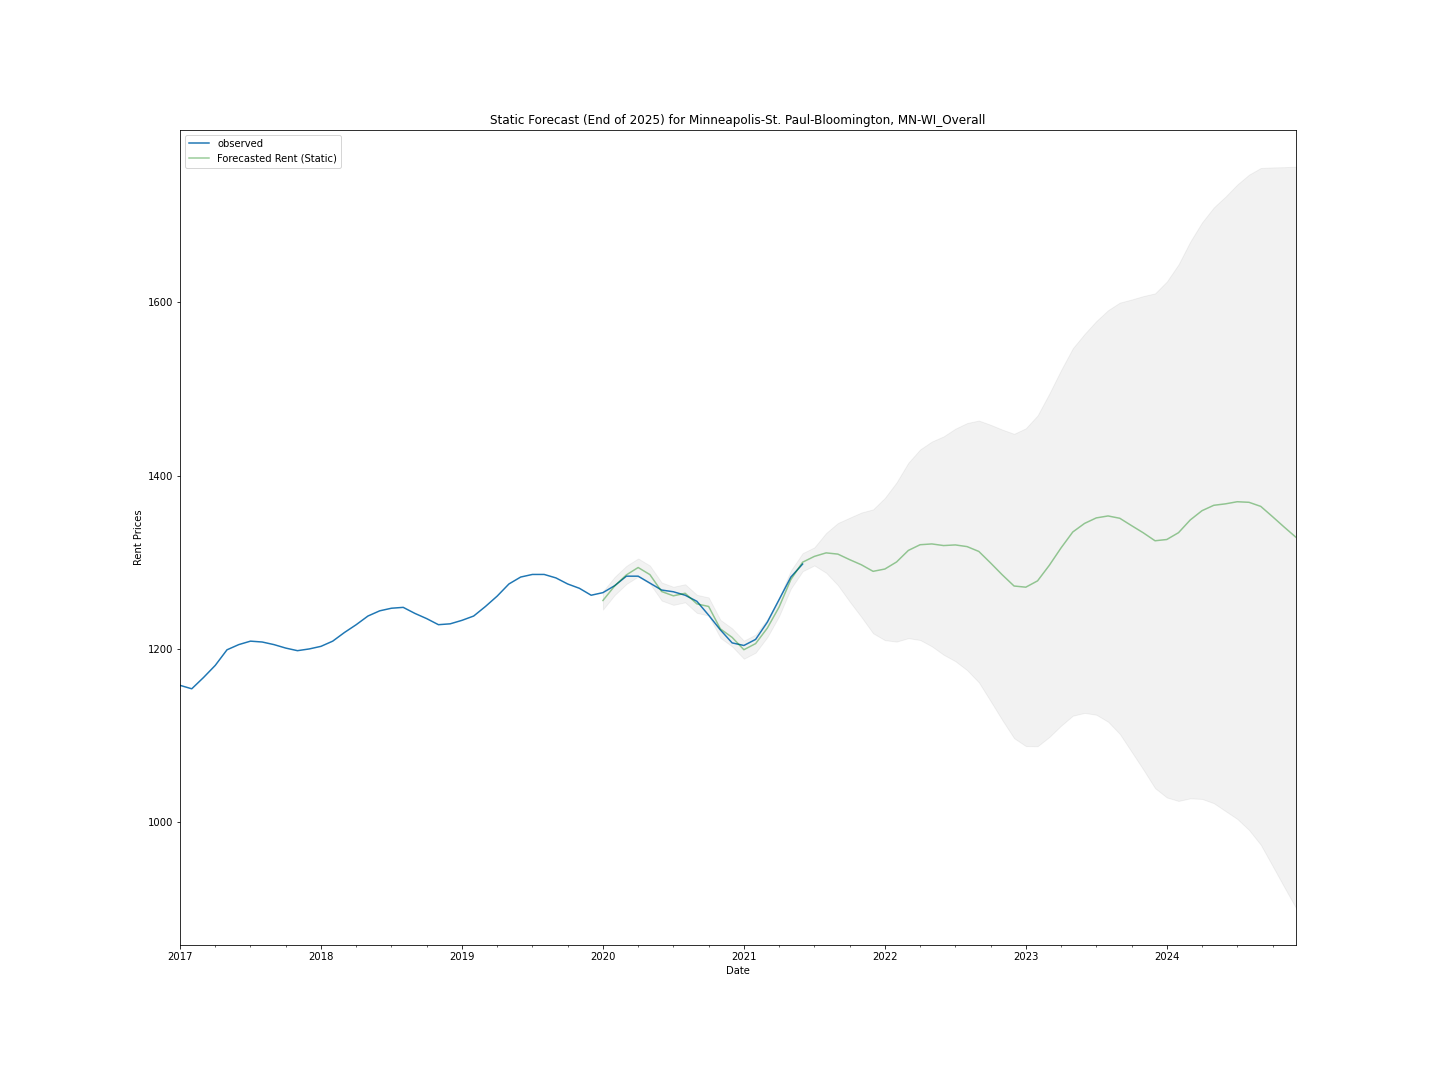 Static Forecast (End of 2025) for Minneapolis-St. Paul-Bloomington, MN-WI_Overall
observed
Forecasted Rent (Static)
1600
1400
1200
1000
Rent Prices
2017 2018 2019 2020 2021 2022 2023 2024
Date